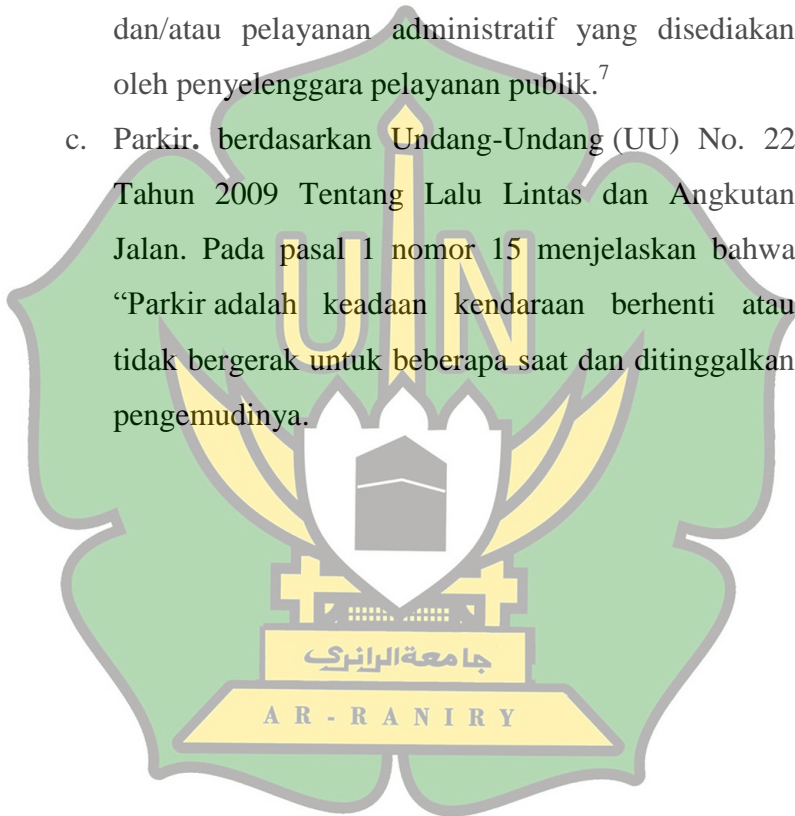 dan/atau pelayanan administratif yang disediakan
oleh penyelenggara pelayanan publik.7
c. Parkir. berdasarkan Undang-Undang (UU) No. 22
Tahun 2009 Tentang Lalu Lintas dan Angkutan
Jalan. Pada pasal 1 nomor 15 menjelaskan bahwa
“Parkir adalah keadaan kendaraan berhenti atau
tidak bergerak untuk beberapa saat dan ditinggalkan
pengemudinya.
UIN
جامعةالرانري
AR-RANIRY